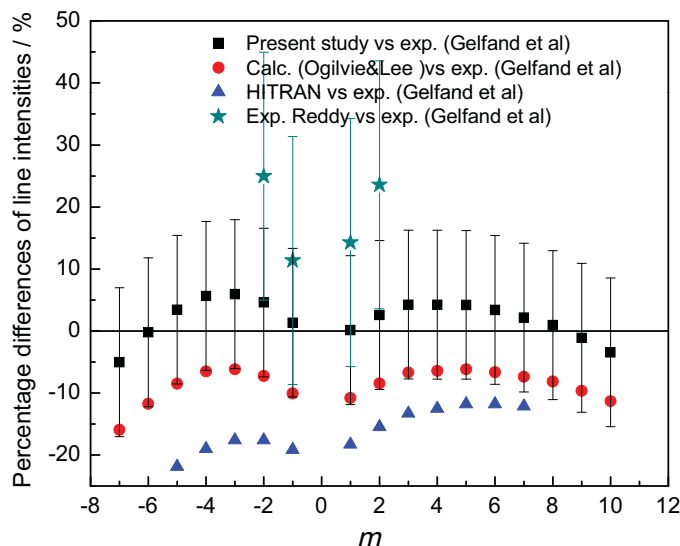 Percentage differences of line intensities / %
50
40
30
20
10
0
-10
-20
Present study vs exp. (Gelfand et al)
Calc. (Ogilvie&Lee )vs exp. (Gelfand et al)
HITRAN vs exp. (Gelfand et al)
Exp. Reddy vs exp. (Gelfand et al)
-8 -6 -4 -2 0 2 4 6 8 10 12
m